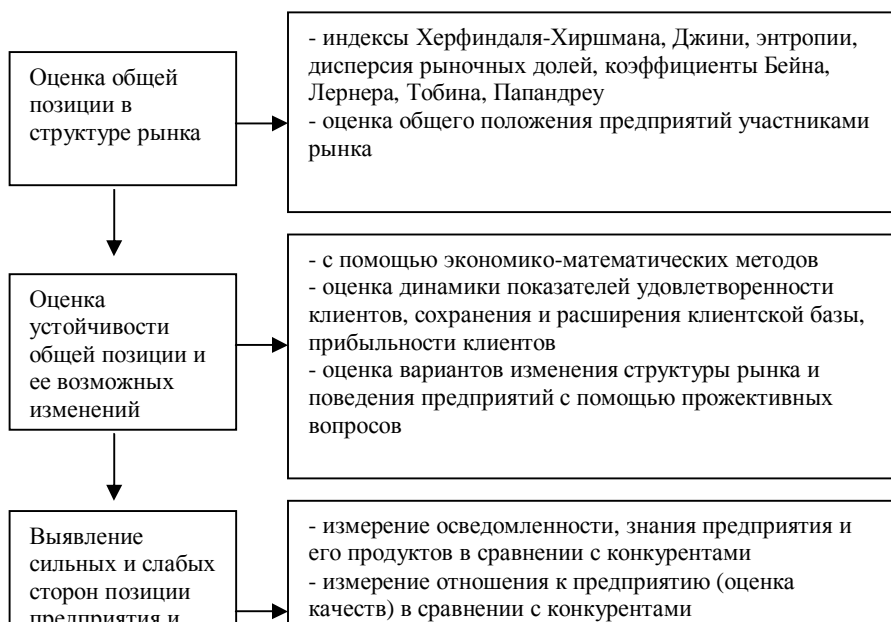 Оценка общей
позиции в
структуре рынка
- индексы Херфиндаля-Хиршмана, Джини, энтропии,
дисперсия рыночных долей, коэффициенты Бейна,
Лернера, Тобина, Папандреу
- оценка общего положения предприятий участниками
рынка
Оценка
устойчивости
общей позиции и
ее возможных
изменений
- с помощью экономико-математических методов
- оценка динамики показателей удовлетворенности
клиентов, сохранения и расширения клиентской базы,
прибыльности клиентов
- оценка вариантов изменения структуры рынка и
поведения предприятий с помощью прожективных
вопросов
Выявление
сильных и слабых
сторон позиции
предприятия и
- измерение осведомленности, знания предприятия и
его продуктов в сравнении с конкурентами
- измерение отношения к предприятию (оценка
качеств) в сравнении с конкурентами